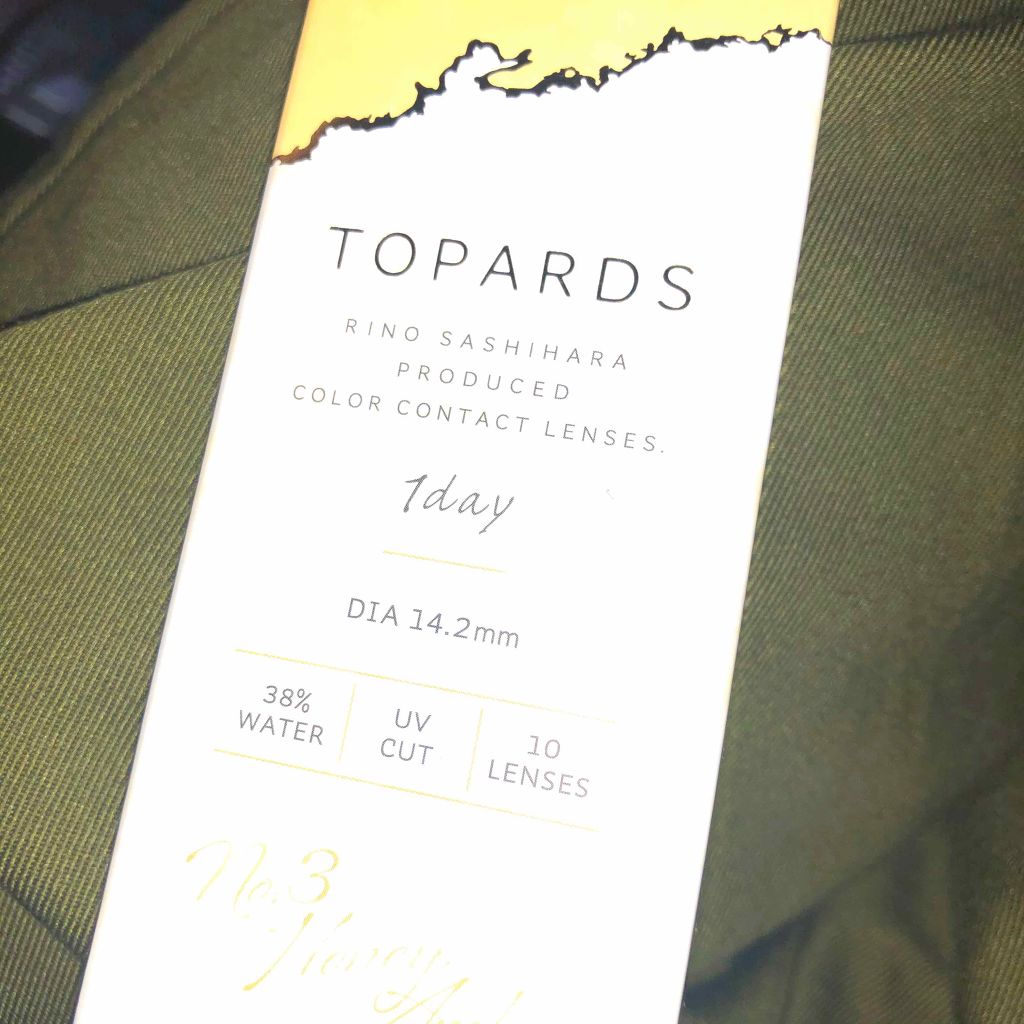 TOPARDS
RINO SASHIHARA
PRODUCED
COLOR CONTACT LENSES.
1day
DIA 14.2mm
38%
WATER
UV
CUT
10
LENSES
No.3
Honey